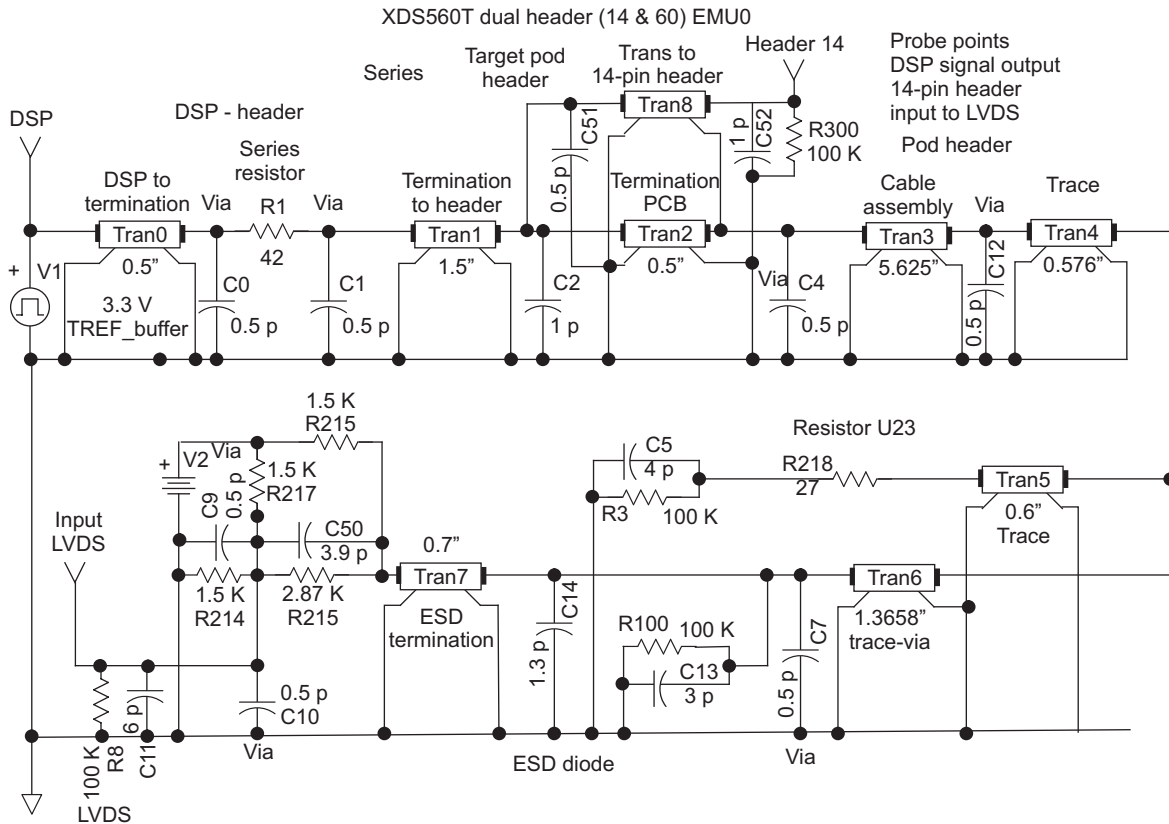 XDS560T dual header (14 & 60) EMU0
Series
Target pod
header
Trans to
14-pin header
Header 14
Probe points
DSP signal output
14-pin header
input to LVDS
Pod header
DSP
DSP - header
Tran8
C51
0.5 p
C52
1 p
R300
100 K
DSP to
termination
Via
Series
resistor
R1
42
Via
Termination
to header
Termination
PCB
Cable
assembly
Via
Trace
Tran0
0.5”
Tran1
1.5”
Tran2
0.5”
Tran3
5.625”
Tran4
0.576”
+
V1
3.3 V
TREF_buffer
C0
0.5 p
C1
0.5 p
C2
1 p
Via
C4
0.5 p
C12
0.5 p
1.5 K
R215
+
V2
Via
0.5 p
C9
1.5 K
R217
C50
3.9 p
Input
LVDS
1.5 K
R214
2.87 K
R215
0.7”
Tran7
ESD
termination
C14
1.3 p
C5
4 p
R3
100 K
Resistor U23
R218
27
Tran5
0.6”
Trace
Tran6
1.3658”
trace-via
R100
100 K
C13
3 p
C7
0.5 p
100 K
R8
C11
6 p
0.5 p
C10
Via
ESD diode
Via
LVDS